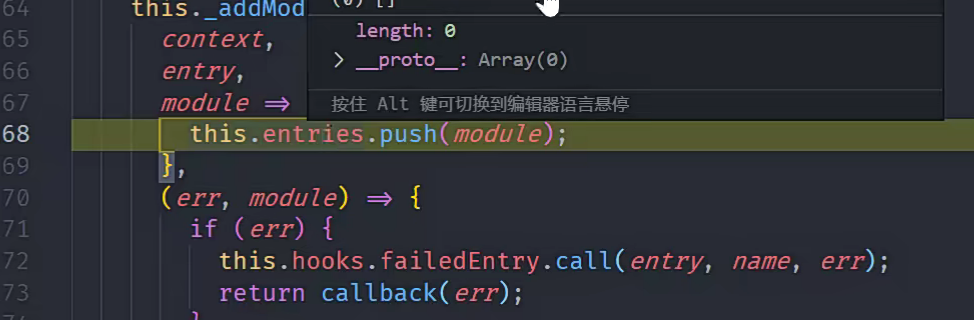 64 this._addMod
(0) []
length: 0
> __proto__: Array(0)
按住 Alt 键可切换到编辑器语言悬停
65 context,
66 entry,
67 module =>
68 this.entries.push(module);
69 },
70 (err, module) => {
71 if (err) {
72 this.hooks.failedEntry.call(entry, name, err);
73 return callback(err);
}